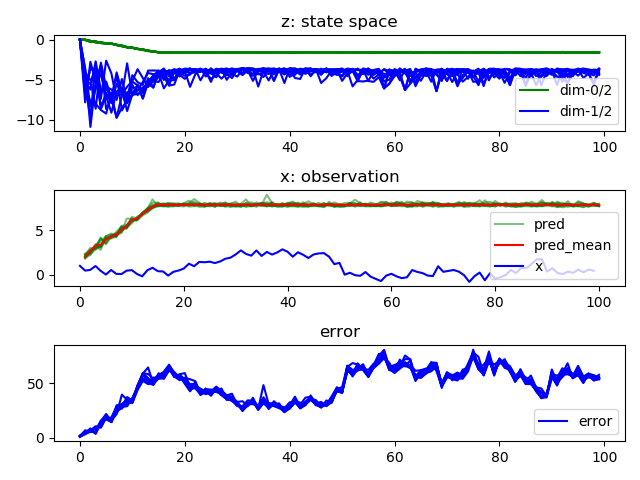 z: state space
0
−5
−10
dim-0/2
dim-1/2
0 20 40 60 80 100
x: observation
5
0
pred
pred_mean
x
0 20 40 60 80 100
error
50
0
error
0 20 40 60 80 100